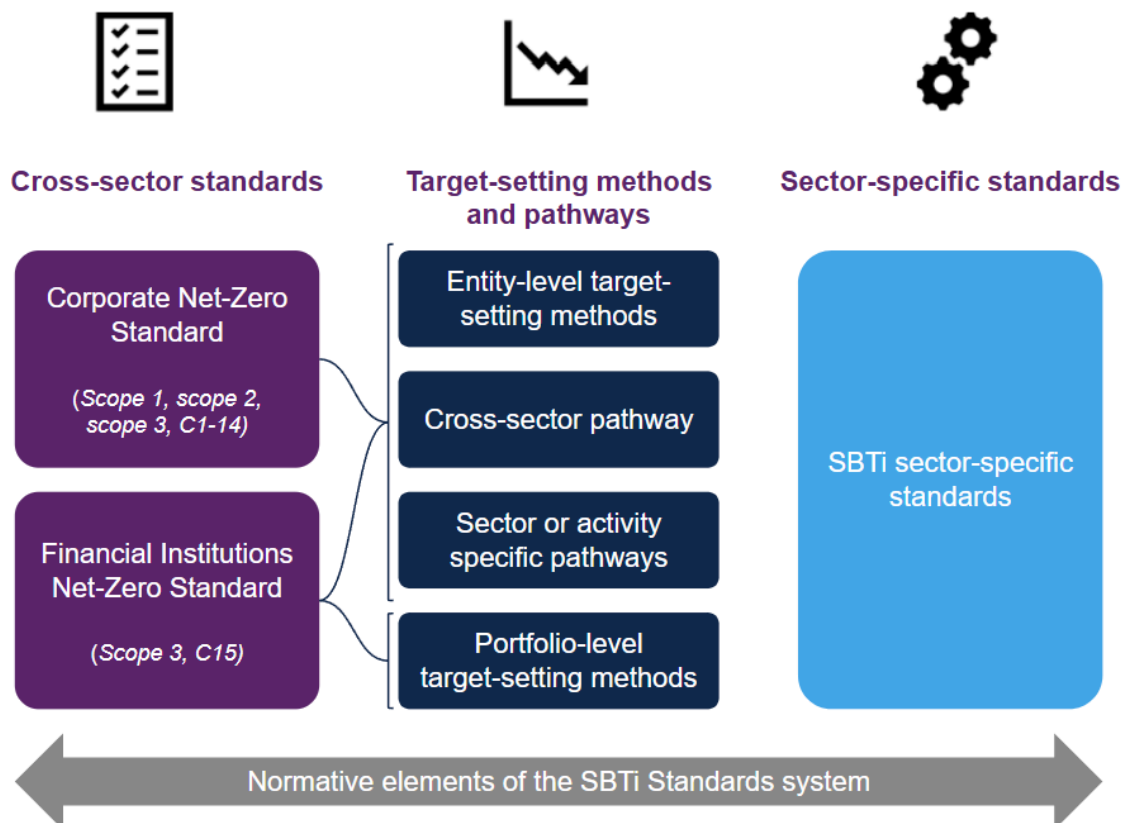 Cross-sector standards
Target-setting methods
and pathways
Sector-specific standards
Corporate Net-Zero
Standard
(Scope 1, scope 2,
scope 3, C1-14)
Financial Institutions
Net-Zero Standard
(Scope 3, C15)
Entity-level target-
setting methods
Cross-sector pathway
Sector or activity
specific pathways
Portfolio-level
target-setting methods
SBTi sector-specific
standards
Normative elements of the SBTi Standards system